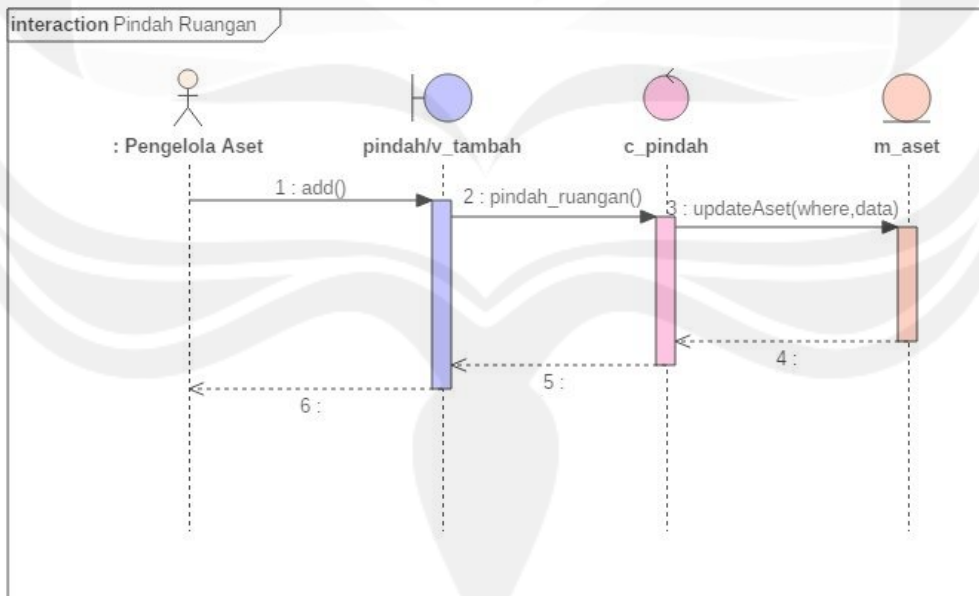 interaction Pindah Ruangan
: Pengelola Aset
pindah/v_tambah
c_pindah
m_aset
1 : add()
2 : pindah_ruangan()
3 : updateAset(where,data)
4 :
5 :
6 :